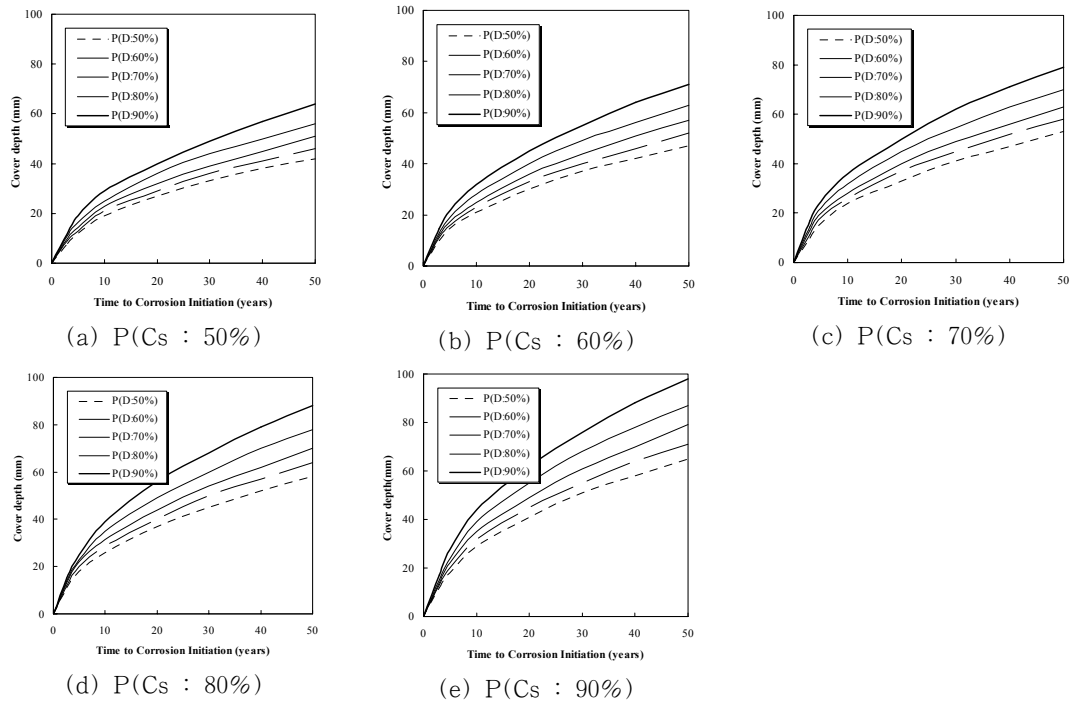 100
80
60
40
20
0
Cover depth (mm)
P(D:50%)
P(D:60%)
P(D:70%)
P(D:80%)
P(D:90%)
0 10 20 30 40 50
Time to Corrosion Initiation (years)
(a) P(Cs : 50%)
100
80
60
40
20
0
Cover depth (mm)
P(D:50%)
P(D:60%)
P(D:70%)
P(D:80%)
P(D:90%)
0 10 20 30 40 50
Time to Corrosion Initiation (years)
(b) P(Cs : 60%)
100
80
60
40
20
0
Cover depth (mm)
P(D:50%)
P(D:60%)
P(D:70%)
P(D:80%)
P(D:90%)
0 10 20 30 40 50
Time to Corrosion Initiation (years)
(c) P(Cs : 70%)
100
80
60
40
20
0
Cover depth (mm)
P(D:50%)
P(D:60%)
P(D:70%)
P(D:80%)
P(D:90%)
0 10 20 30 40 50
Time to Corrosion Initiation (years)
(d) P(Cs : 80%)
100
80
60
40
20
0
Cover depth(mm)
P(D:50%)
P(D:60%)
P(D:70%)
P(D:80%)
P(D:90%)
0 10 20 30 40 50
Time to Corrosion Initiation (years)
(e) P(Cs : 90%)